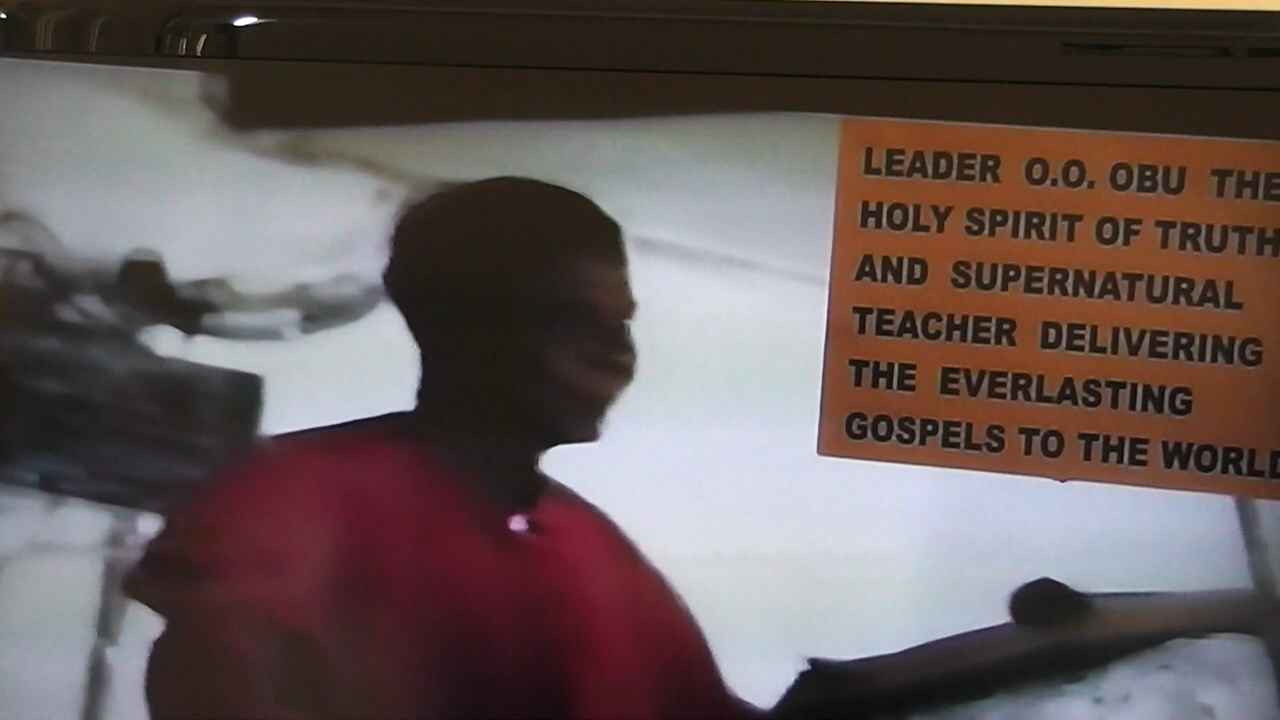 LEADER O.O. OBU THE
HOLY SPIRIT OF TRUTH
AND SUPERNATURAL
TEACHER DELIVERING
THE EVERLASTING
GOSPELS TO THE WORLD